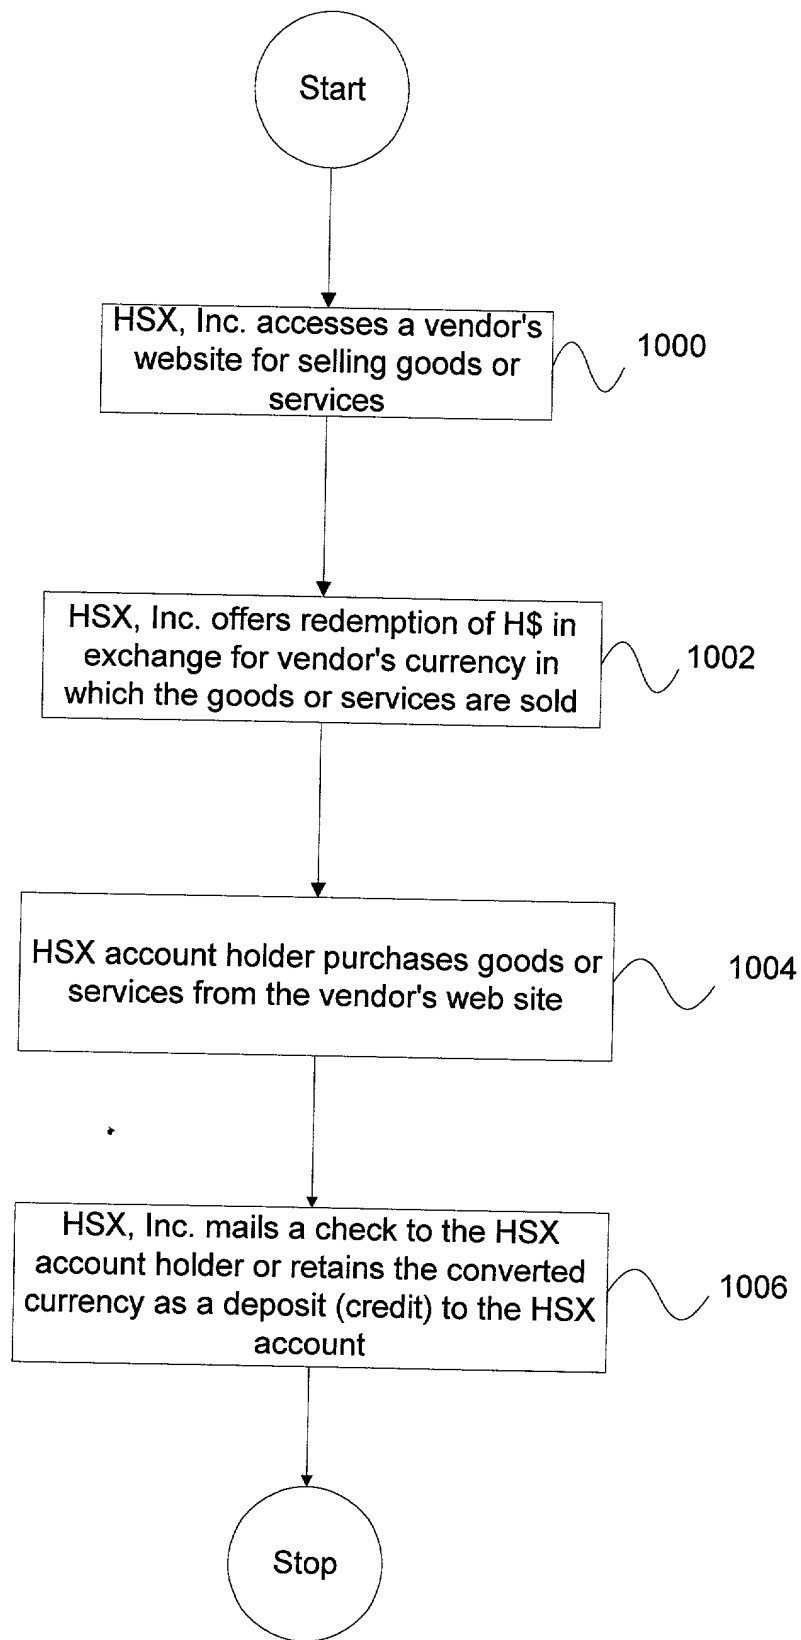 Start
HSX, Inc. accesses a vendor's
website for selling goods or
services
1000
HSX, Inc. offers redemption of H$ in
exchange for vendor's currency in
which the goods or services are sold
1002
HSX account holder purchases goods or
services from the vendor's web site
1004
HSX, Inc. mails a check to the HSX
account holder or retains the converted
currency as a deposit (credit) to the HSX
account
1006
Stop